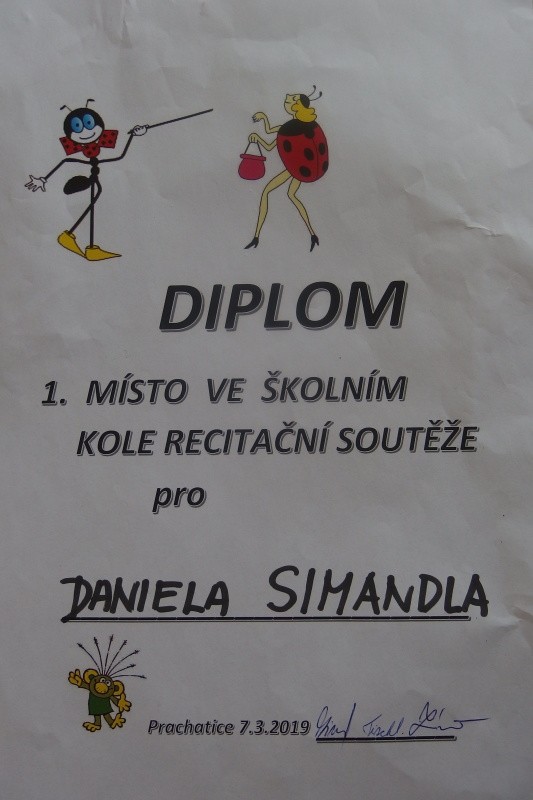 DIPLOM
1. MÍSTO VE ŠKOLNÍM
KOLE RECITAČNÍ SOUTĚŽE
pro
DANIELA SIMANDLA
Prachatice 7.3.2019